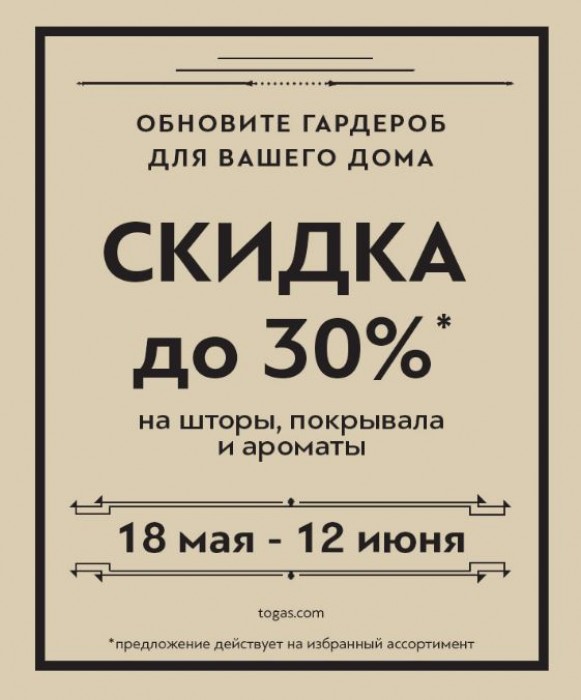 ОБНОВИТЕ ГАРДЕРОБ
ДЛЯ ВАШЕГО ДОМА
СКИДКА
до 30%*
на шторы, покрывала
и ароматы
18 мая - 12 июня
togas.com
*предложение действует на избранный ассортимент